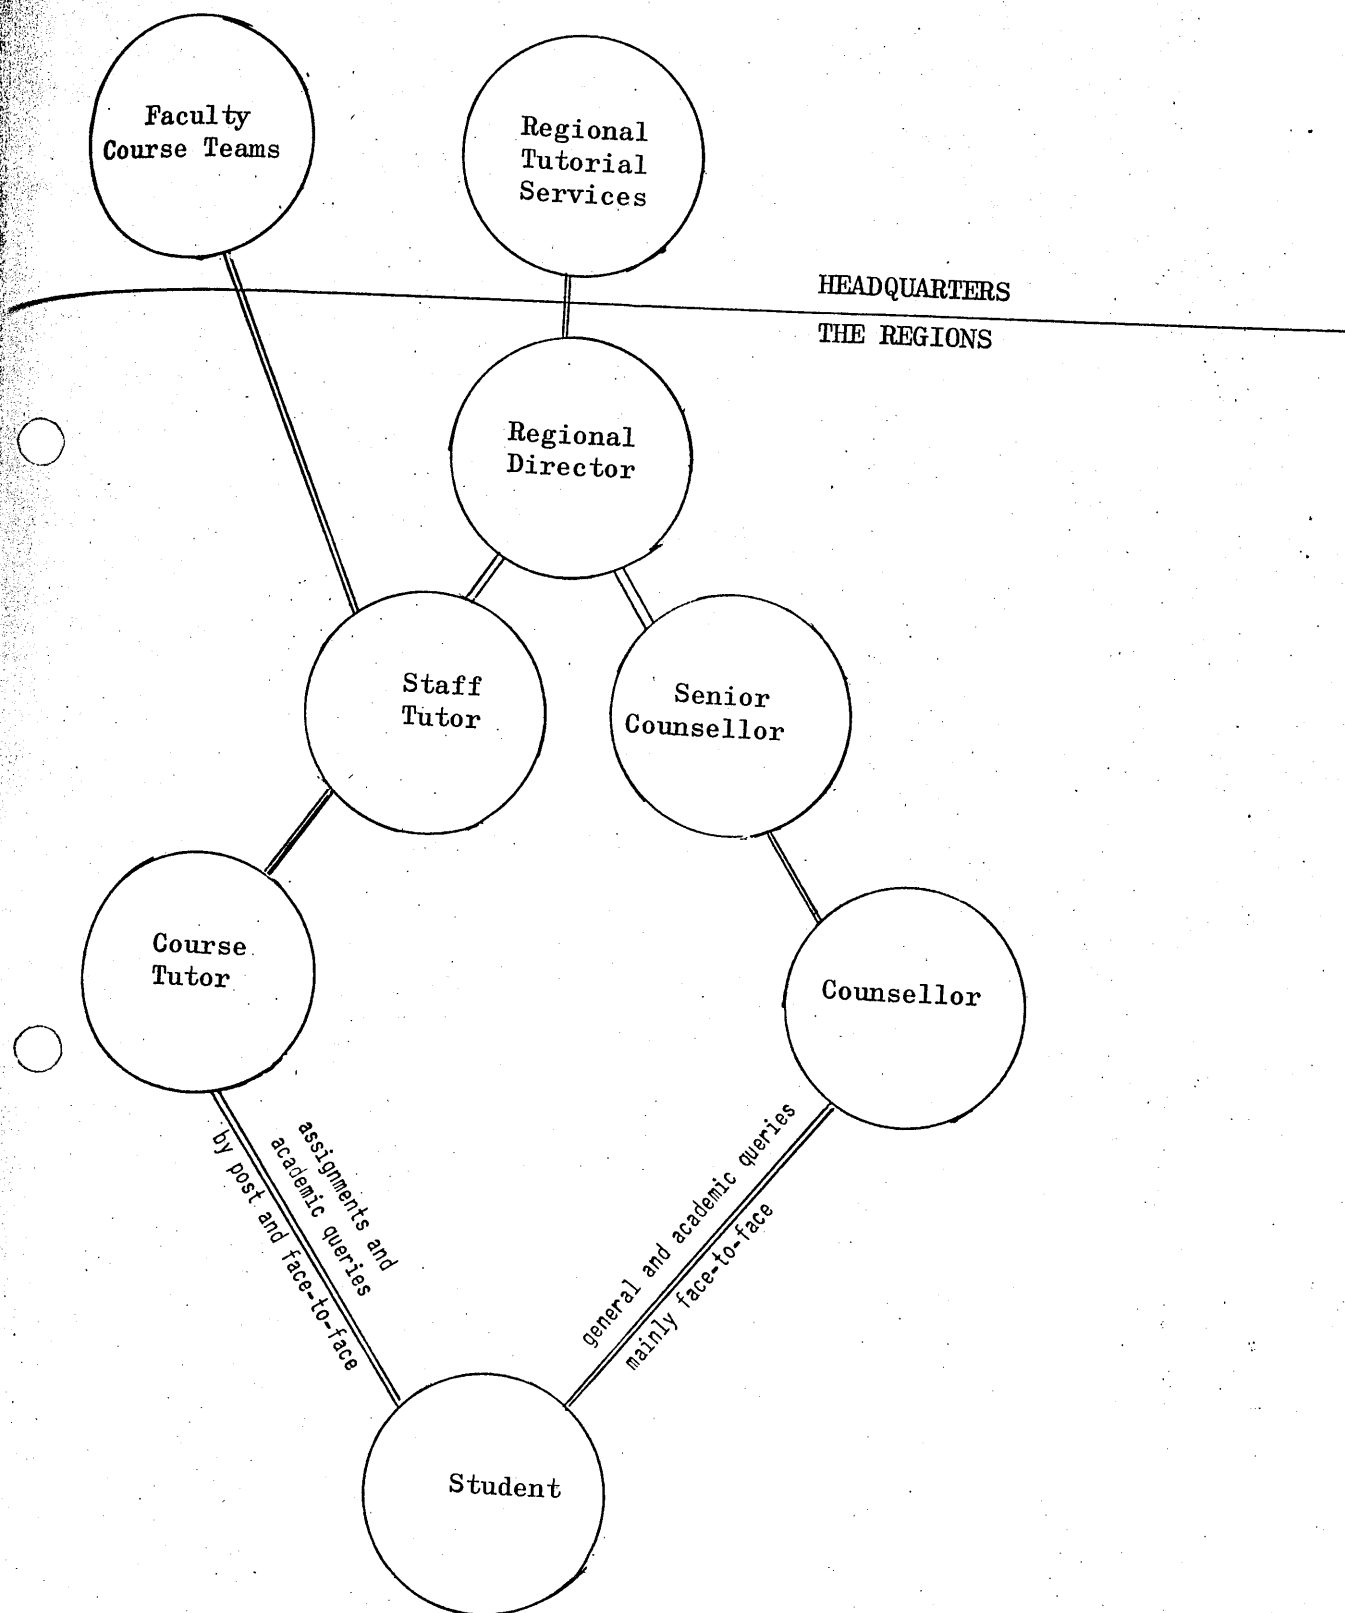 Faculty
Course Teams
Regional
Tutorial
Services
HEADQUARTERS
THE REGIONS
Regional
Director
Staff
Tutor
Senior
Counsellor
Course
Tutor
Counsellor
assignments and
academic queries
by post and face-to-face
general and academic queries
mainly face-to-face
Student